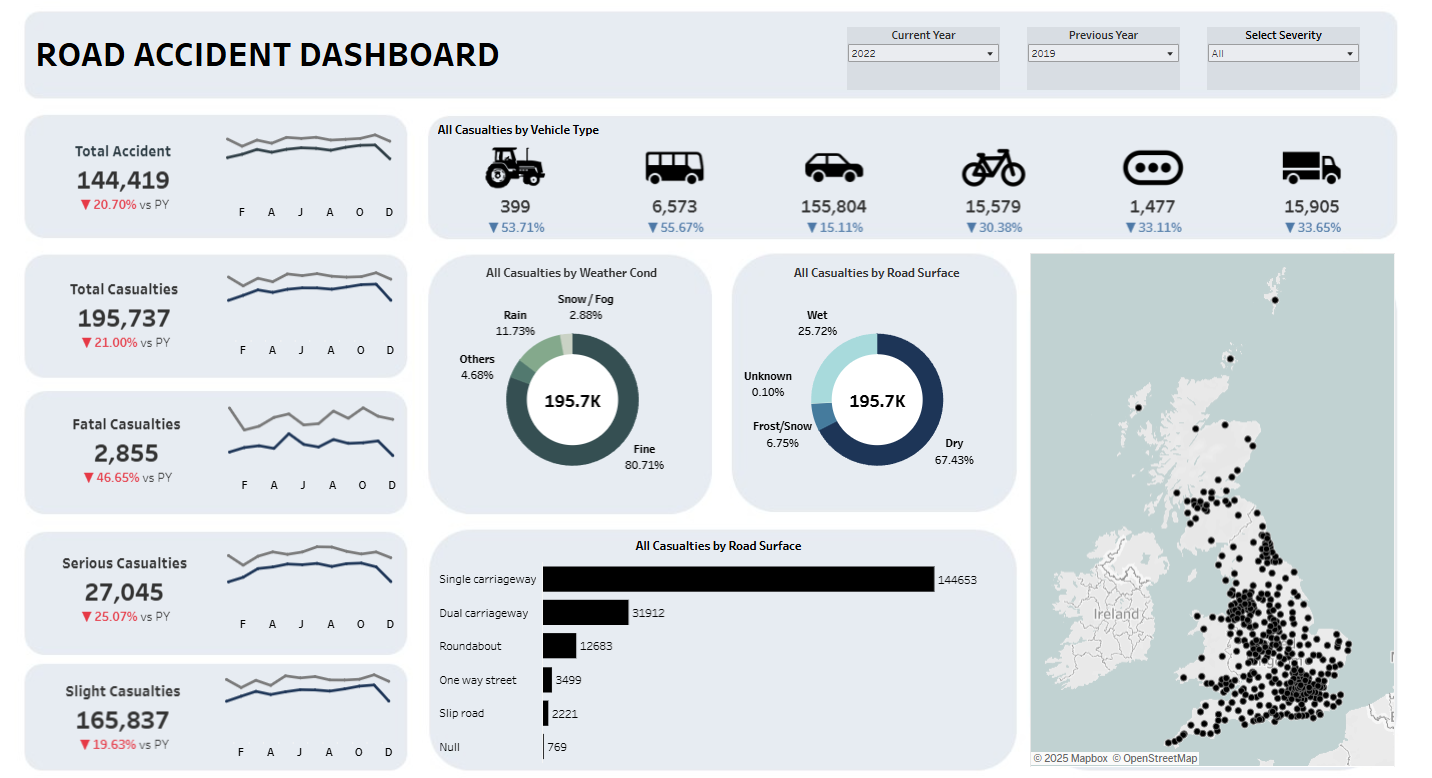 ROAD ACCIDENT DASHBOARD
Current Year
2022
Previous Year
2019
Select Severity
All
Total Accident
144,419
▼ 20.70% vs PY
F A J A O D
Total Casualties
195,737
▼ 21.00% vs PY
F A J A O D
Fatal Casualties
2,855
▼ 46.65% vs PY
F A J A O D
Serious Casualties
27,045
▼ 25.07% vs PY
F A J A O D
Slight Casualties
165,837
▼ 19.63% vs PY
F A J A O D
All Casualties by Vehicle Type
399
▼ 53.71%
6,573
▼ 55.67%
155,804
▼ 15.11%
15,579
▼ 30.38%
1,477
▼ 33.11%
15,905
▼ 33.65%
All Casualties by Weather Cond
Snow / Fog
2.88%
Rain
11.73%
Others
4.68%
195.7K
Fine
80.71%
All Casualties by Road Surface
Wet
25.72%
Unknown
0.10%
Frost/Snow
6.75%
195.7K
Dry
67.43%
All Casualties by Road Surface
Single carriageway 144653
Dual carriageway 31912
Roundabout 12683
One way street 3499
Slip road 2221
Null 769
Ireland
© 2025 Mapbox © OpenStreetMap